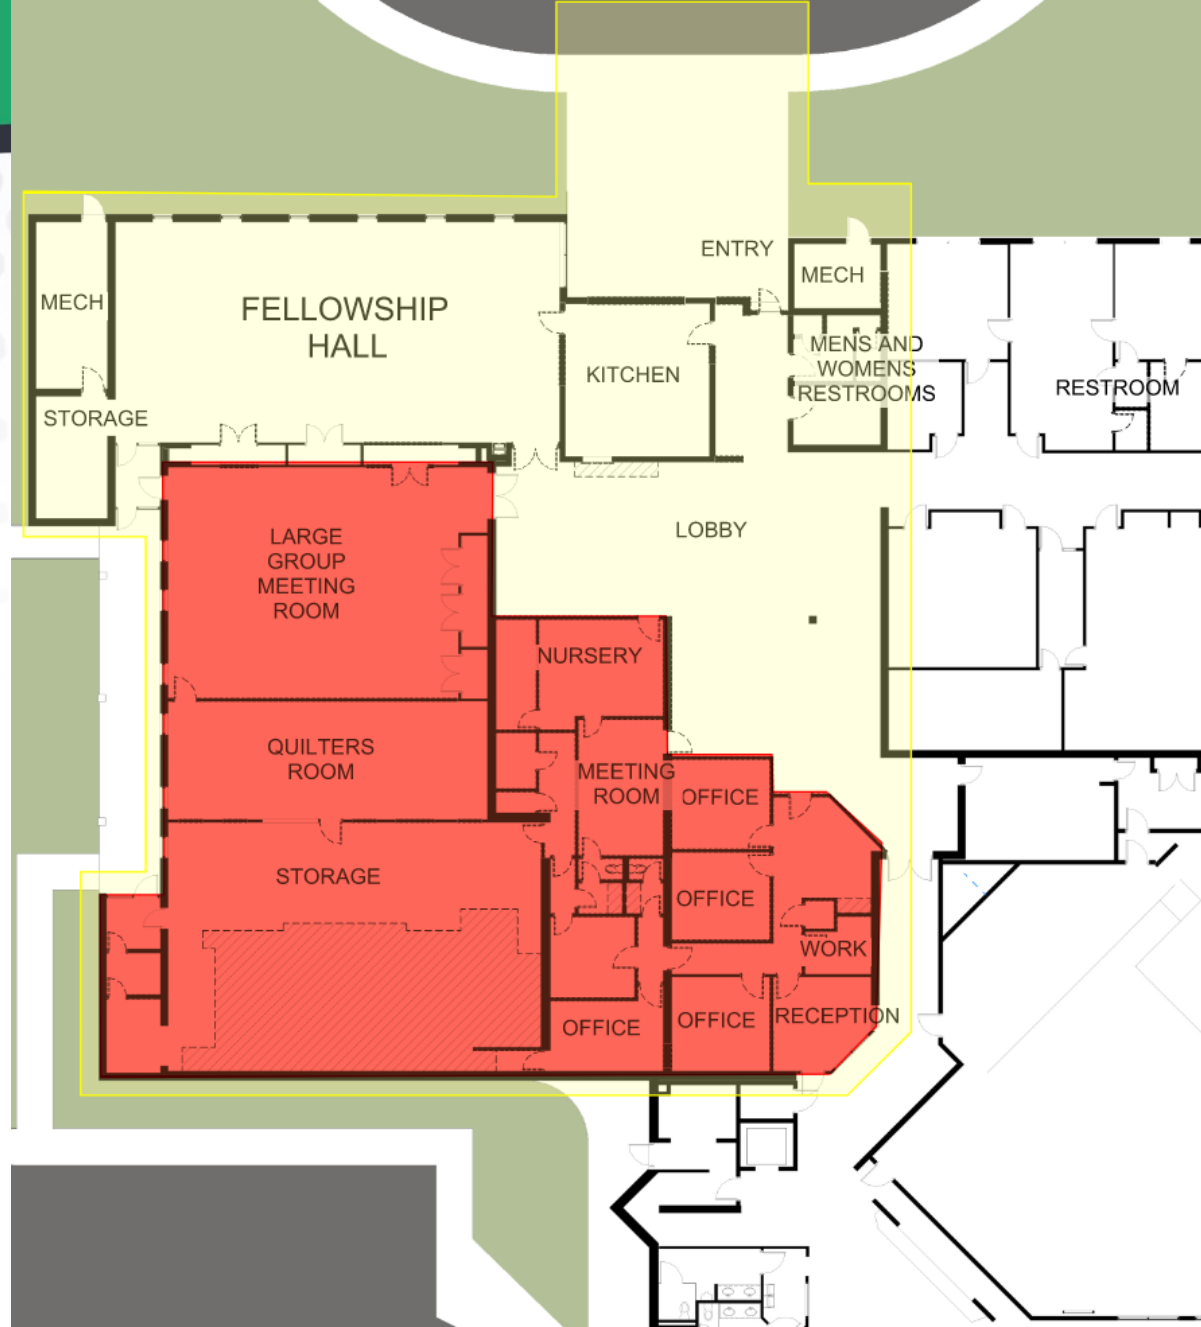 ENTRY
MECH
MECH
FELLOWSHIP
HALL
MENS AND
WOMENS
RESTROOMS
KITCHEN
RESTROOM
STORAGE
LOBBY
LARGE
GROUP
MEETING
ROOM
NURSERY
QUILTERS
ROOM
MEETING
ROOM
OFFICE
STORAGE
OFFICE
WORK
OFFICE
OFFICE
RECEPTION